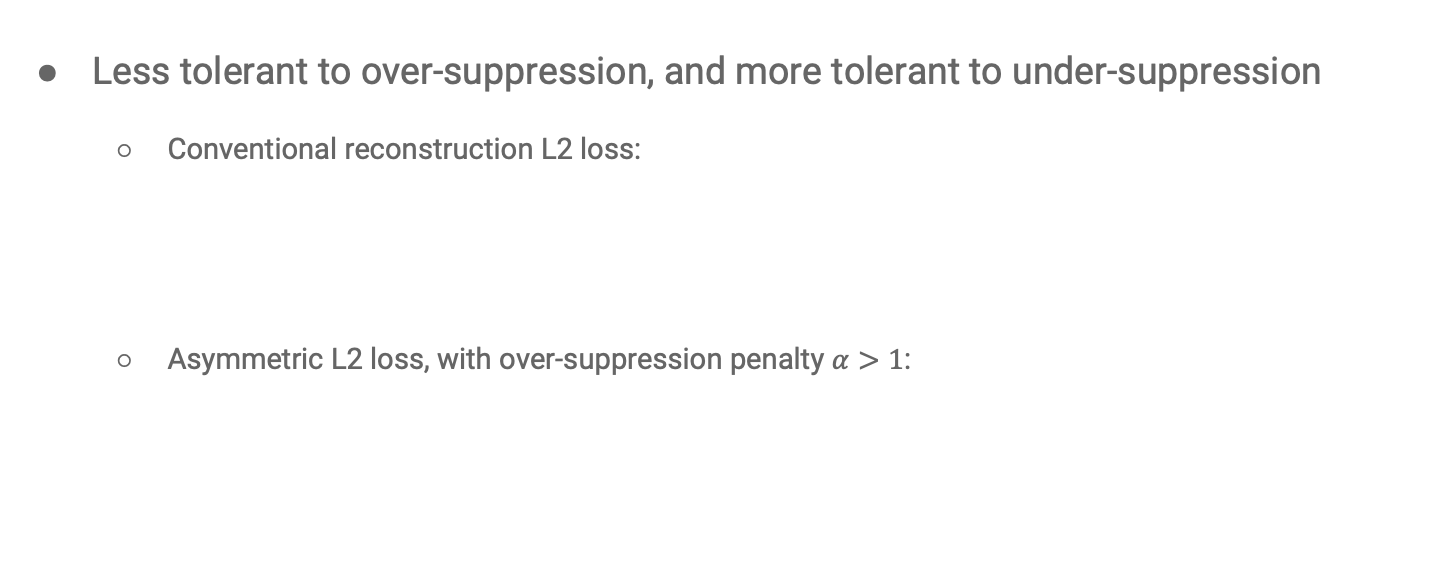 ● Less tolerant to over-suppression, and more tolerant to under-suppression
○ Conventional reconstruction L2 loss:
○ Asymmetric L2 loss, with over-suppression penalty α > 1: